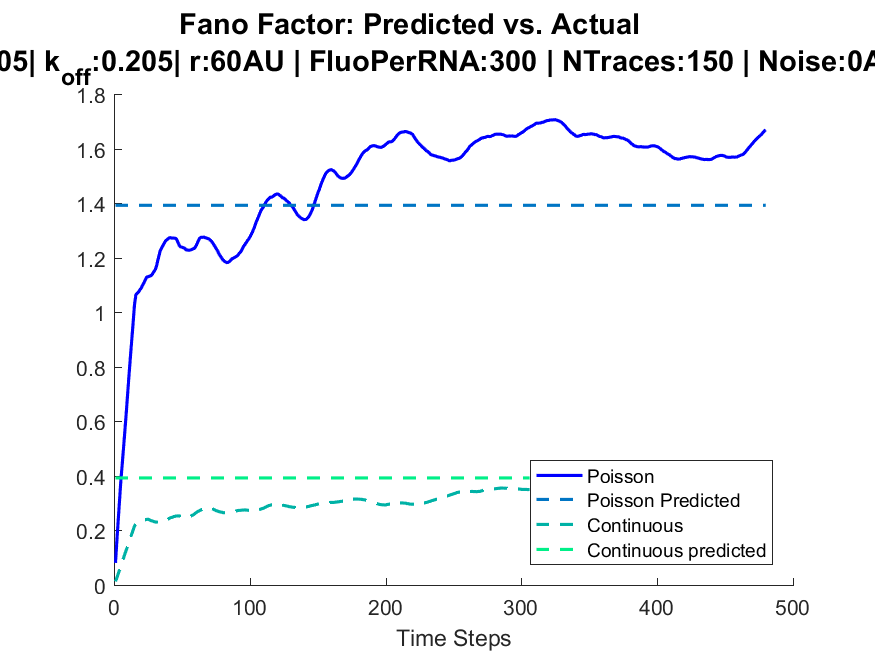 Fano Factor: Predicted vs. Actual
05| koff:0.205| r:60AU | FluoPerRNA:300 | NTraces:150 | Noise:0A
1.8
1.6
1.4
1.2
1
0.8
0.6
0.4
0.2
0
Poisson
Poisson Predicted
Continuous
Continuous predicted
0 100 200 300 400 500
Time Steps